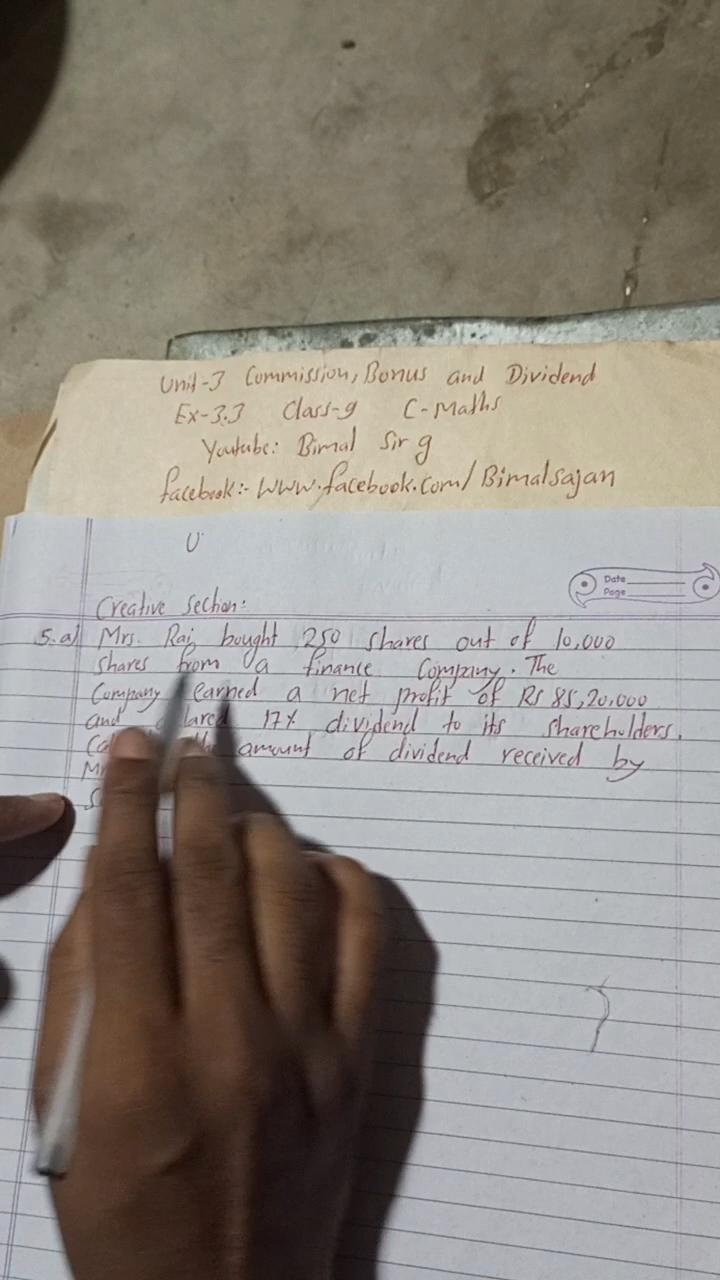 Unit-3 Commission, Bonus and Dividend
Ex-3.3 Class-9 C-Maths
Youtube: Bimal Sir g
facebook:- www.facebook.com/Bimalsajan
Date
Page
Creative Section:
5.a) Mrs. Rai bought 250 shares out of 10,000
shares from a finance Company. The
Company earned a net profit of RS 85,20,000
and 17% dividend to its shareholders.
amount of dividend received by